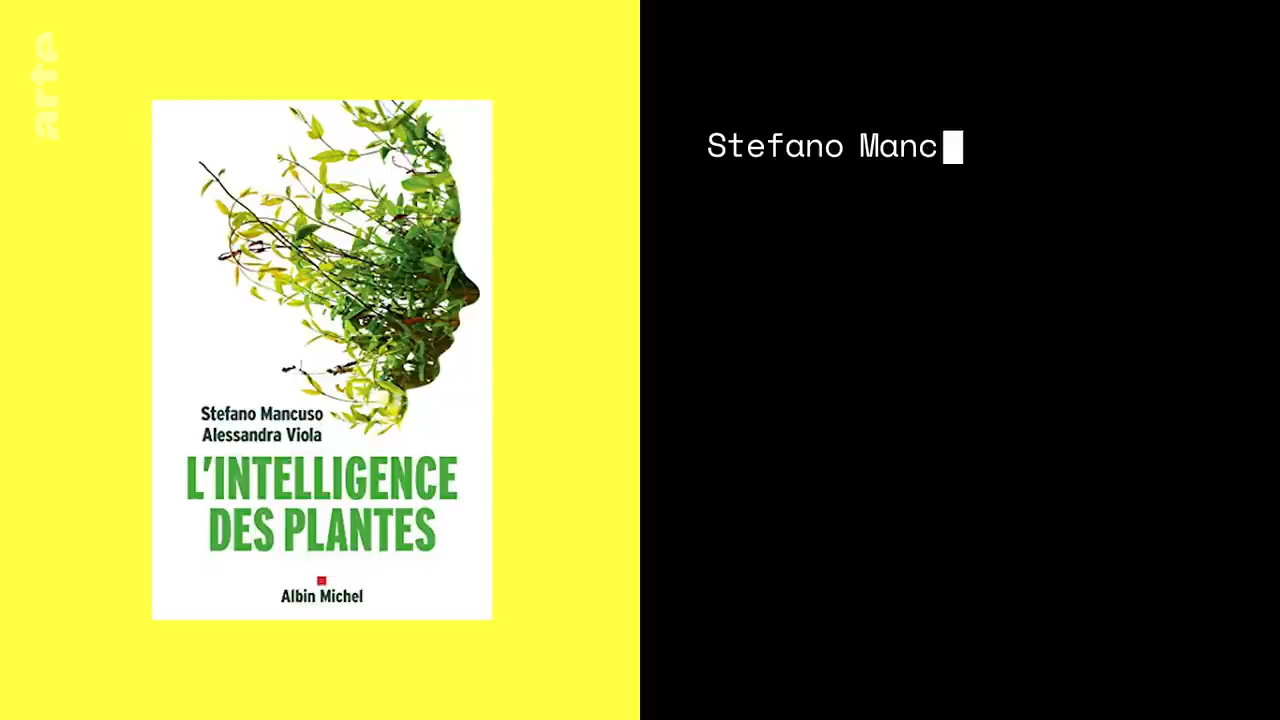 arte
Stefano Mancuso
Alessandra Viola
L'INTELLIGENCE
DES PLANTES
Albin Michel
Stefano Manc